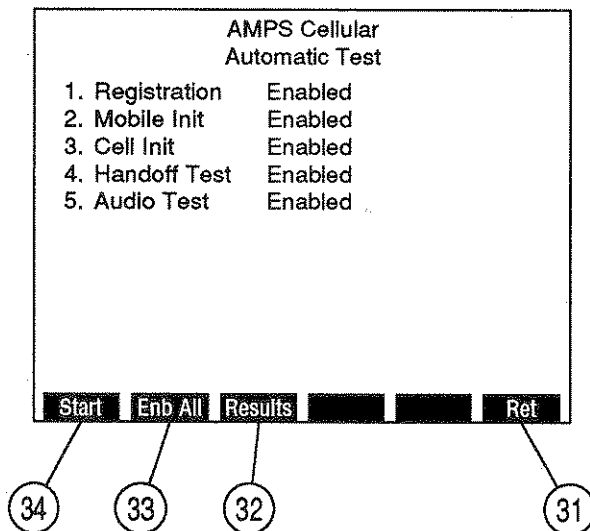 AMPS Cellular
Automatic Test
1. Registration Enabled
2. Mobile Init Enabled
3. Cell Init Enabled
4. Handoff Test Enabled
5. Audio Test Enabled
Start Enb All Results Ret
34 33 32 31